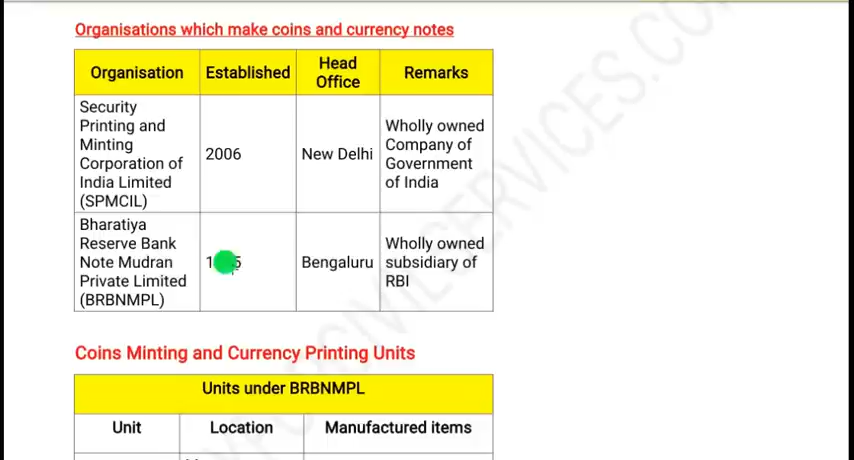 Organisations which make coins and currency notes
Organisation Established Head Office Remarks
Security Printing and Minting Corporation of India Limited (SPMCIL) 2006 New Delhi Wholly owned Company of Government of India
Bharatiya Reserve Bank Note Mudran Private Limited (BRBNMPL) Bengaluru Wholly owned subsidiary of RBI
Coins Minting and Currency Printing Units
Units under BRBNMPL
Unit Location Manufactured items